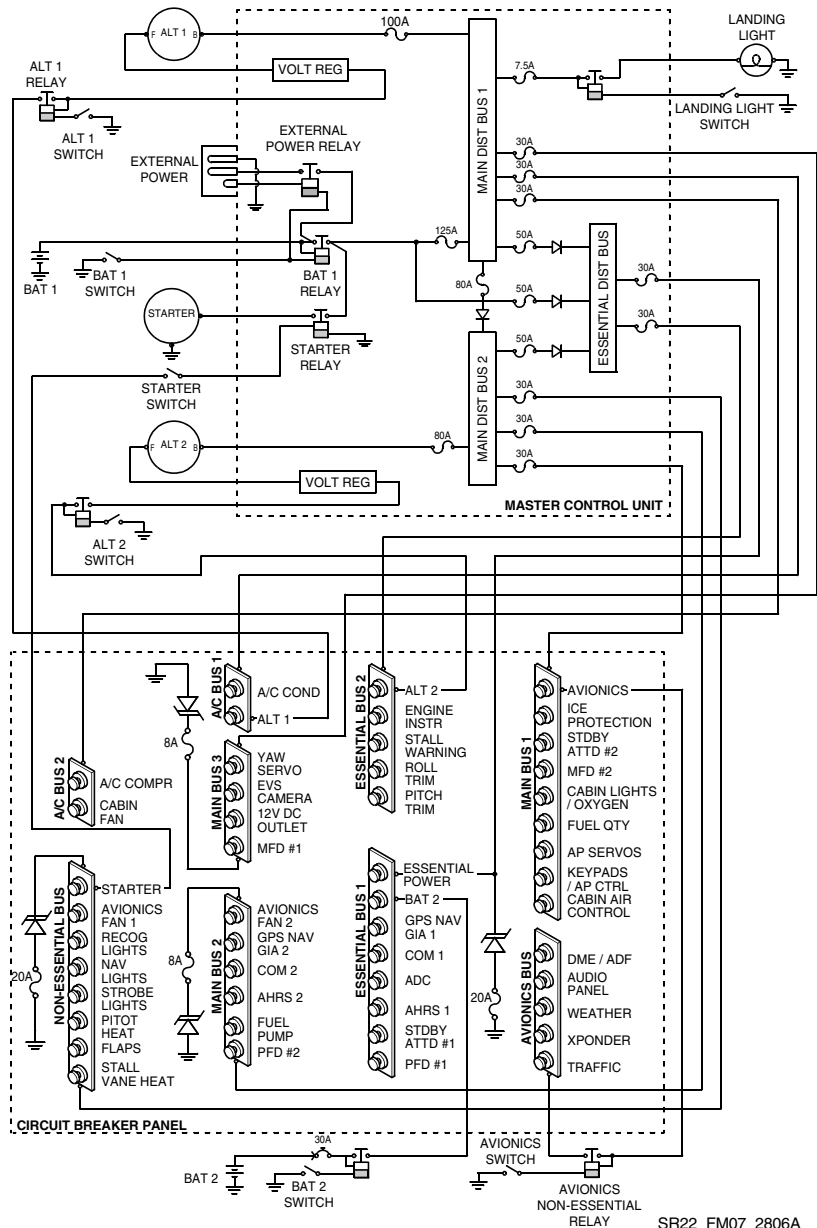 100A
LANDING
LIGHT
F ALT 1 B
ALT 1
RELAY
VOLT REG
7.5A
ALT 1
SWITCH
LANDING LIGHT
SWITCH
MAIN DIST BUS 1
EXTERNAL
POWER RELAY
EXTERNAL
POWER
30A
30A
30A
125A
50A
BAT 1
BAT 1
SWITCH
BAT 1
RELAY
80A
50A
ESSENTIAL DIST BUS
30A
30A
STARTER
STARTER
RELAY
50A
STARTER
SWITCH
MAIN DIST BUS 2
30A
30A
30A
F ALT 2 B
80A
VOLT REG
MASTER CONTROL UNIT
ALT 2
SWITCH
A/C BUS 1
A/C COND
ALT 1
8A
MAIN BUS 3
YAW
SERVO
EVS
CAMERA
12V DC
OUTLET
MFD #1
ESSENTIAL BUS 2
ALT 2
ENGINE
INSTR
STALL
WARNING
ROLL
TRIM
PITCH
TRIM
MAIN BUS 1
AVIONICS
ICE
PROTECTION
STDBY
ATTD #2
MFD #2
CABIN LIGHTS
/ OXYGEN
FUEL QTY
AP SERVOS
KEYPADS
/ AP CTRL
CABIN AIR
CONTROL
A/C BUS 2
A/C COMPR
CABIN
FAN
NON-ESSENTIAL BUS
STARTER
AVIONICS
FAN 1
RECOG
LIGHTS
NAV
LIGHTS
STROBE
LIGHTS
PITOT
HEAT
FLAPS
STALL
VANE HEAT
20A
8A
MAIN BUS 2
AVIONICS
FAN 2
GPS NAV
GIA 2
COM 2
AHRS 2
FUEL
PUMP
PFD #2
ESSENTIAL BUS 1
ESSENTIAL
POWER
BAT 2
GPS NAV
GIA 1
COM 1
ADC
AHRS 1
STDBY
ATTD #1
PFD #1
20A
AVIONICS BUS
DME / ADF
AUDIO
PANEL
WEATHER
XPONDER
TRAFFIC
CIRCUIT BREAKER PANEL
30A
BAT 2
BAT 2
SWITCH
AVIONICS
SWITCH
AVIONICS
NON-ESSENTIAL
RELAY
SR22_FM07_2806A